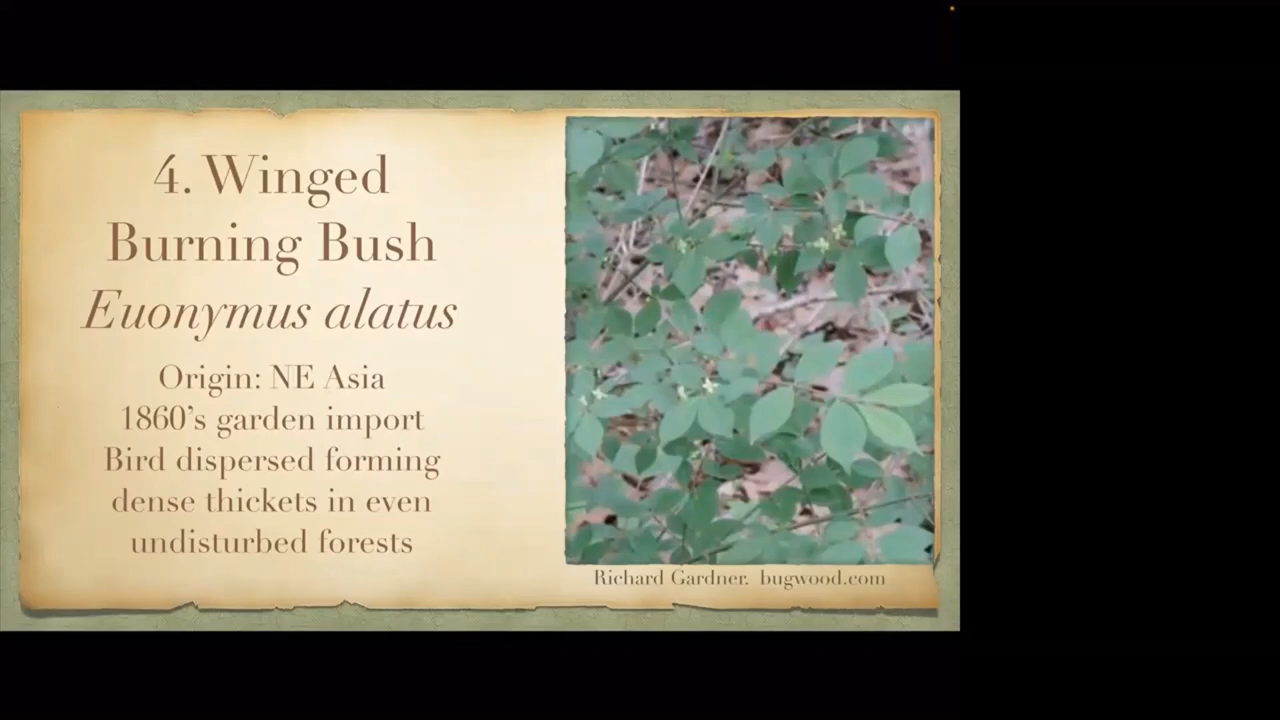 4. Winged
Burning Bush
Euonymus alatus
Origin: NE Asia
1860's garden import
Bird dispersed forming
dense thickets in even
undisturbed forests
Richard Gardner. bugwood.com